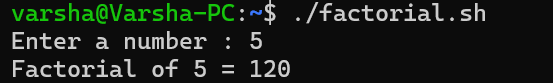 varsha@Varsha-PC:~$ ./factorial.sh
Enter a number : 5
Factorial of 5 = 120